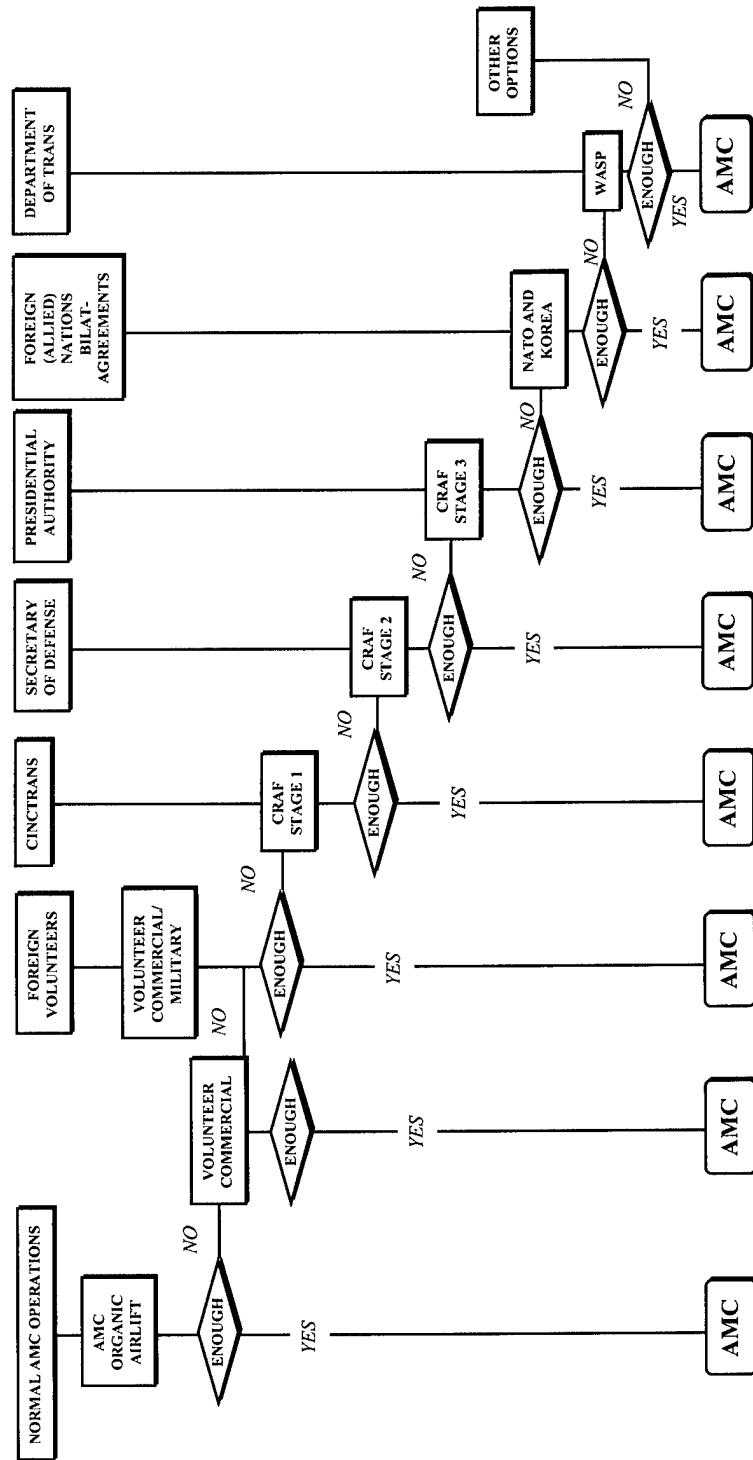 NORMAL AMC OPERATIONS
AMC
ORGANIC
AIRLIFT
ENOUGH
NO
YES
AMC
VOLUNTEER
COMMERCIAL
ENOUGH
NO
YES
AMC
FOREIGN
VOLUNTEERS
VOLUNTEER
COMMERCIAL/
MILITARY
ENOUGH
NO
YES
AMC
CINCTRANS
CRAF
STAGE 1
ENOUGH
NO
YES
AMC
SECRETARY
OF DEFENSE
CRAF
STAGE 2
ENOUGH
NO
YES
AMC
PRESIDENTIAL
AUTHORITY
CRAF
STAGE 3
ENOUGH
NO
YES
AMC
FOREIGN
(ALLIED)
NATIONS
BILAT-
AGREEMENTS
NATO AND
KOREA
ENOUGH
NO
YES
AMC
DEPARTMENT
OF TRANS
WASP
ENOUGH
NO
YES
AMC
OTHER
OPTIONS